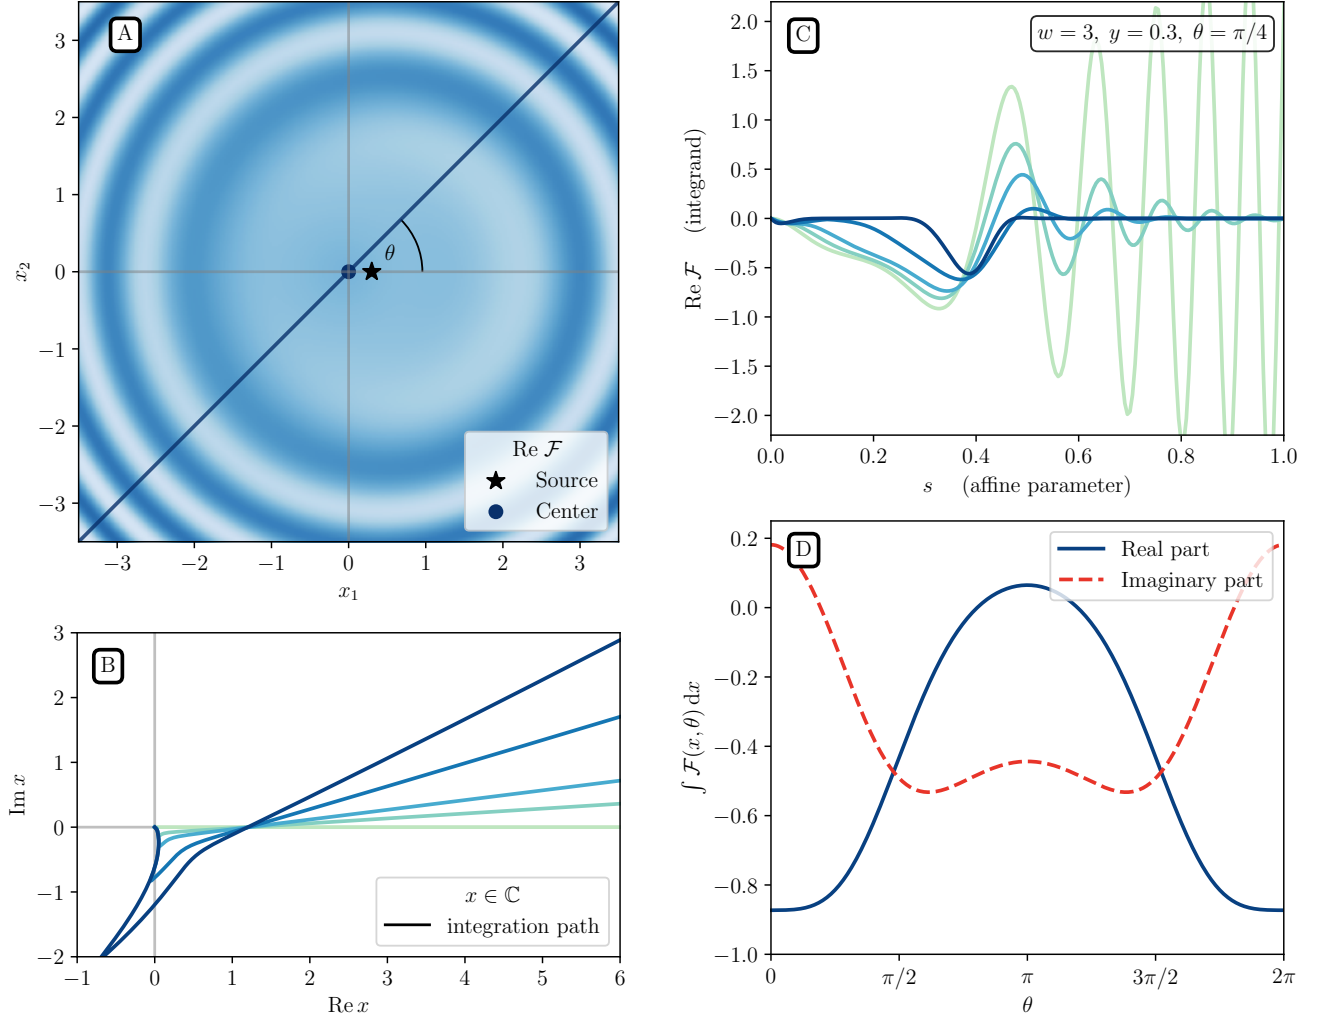 A
3
2
1
0
−1
−2
−3
x₂
θ
Re ℱ
Source
Center
−3 −2 −1 0 1 2 3
x₁
C
w = 3, y = 0.3, θ = π/4
2.0
1.5
1.0
0.5
0.0
−0.5
−1.0
−1.5
−2.0
Re ℱ (integrand)
0.0 0.2 0.4 0.6 0.8 1.0
s (affine parameter)
B
3
2
1
0
−1
−2
Im x
x ∈ ℂ
integration path
−1 0 1 2 3 4 5 6
Re x
D
Real part
Imaginary part
0.2
0.0
−0.2
−0.4
−0.6
−0.8
−1.0
∫ ℱ(x, θ) dx
0 π/2 π 3π/2 2π
θ